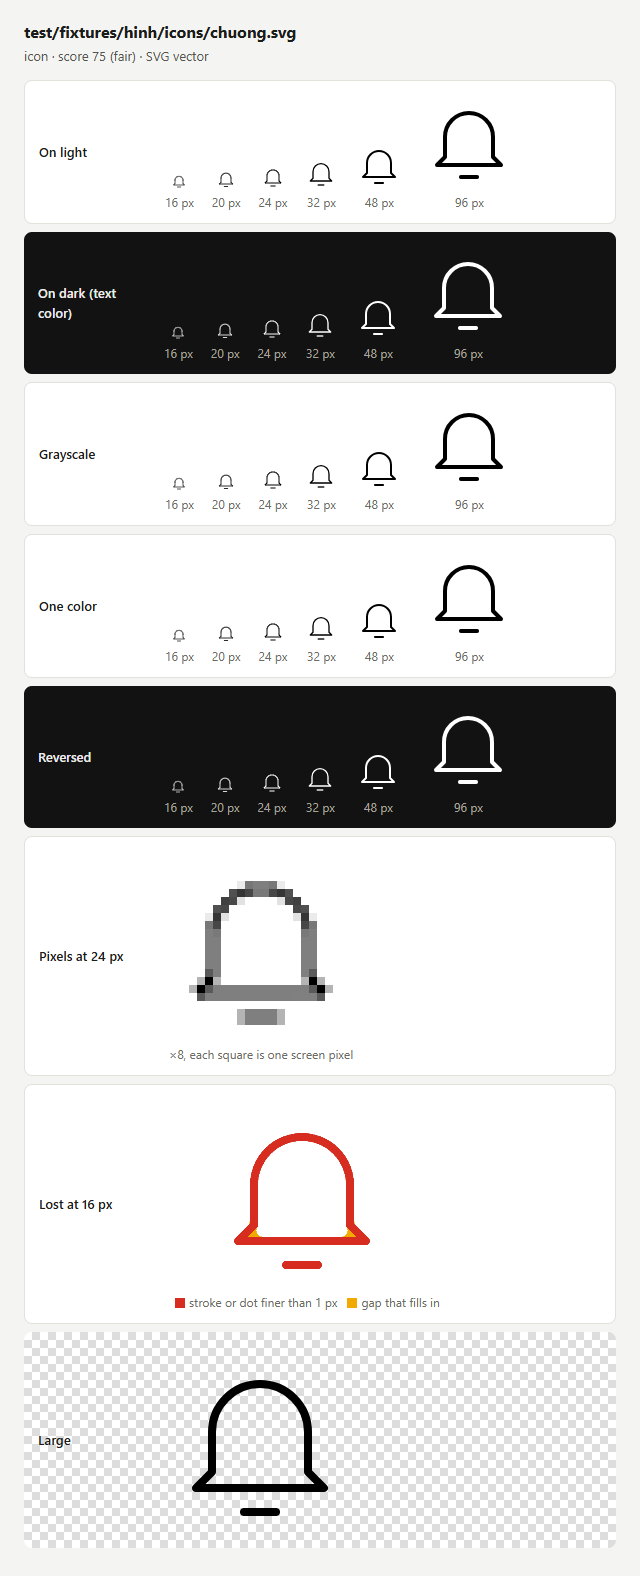 test/fixtures/hinh/icons/chuong.svg
icon · score 75 (fair) · SVG vector
On light
16 px 20 px 24 px 32 px 48 px 96 px
On dark (text
color)
16 px 20 px 24 px 32 px 48 px 96 px
Grayscale
16 px 20 px 24 px 32 px 48 px 96 px
One color
16 px 20 px 24 px 32 px 48 px 96 px
Reversed
16 px 20 px 24 px 32 px 48 px 96 px
Pixels at 24 px
×8, each square is one screen pixel
Lost at 16 px
stroke or dot finer than 1 px gap that fills in
Large